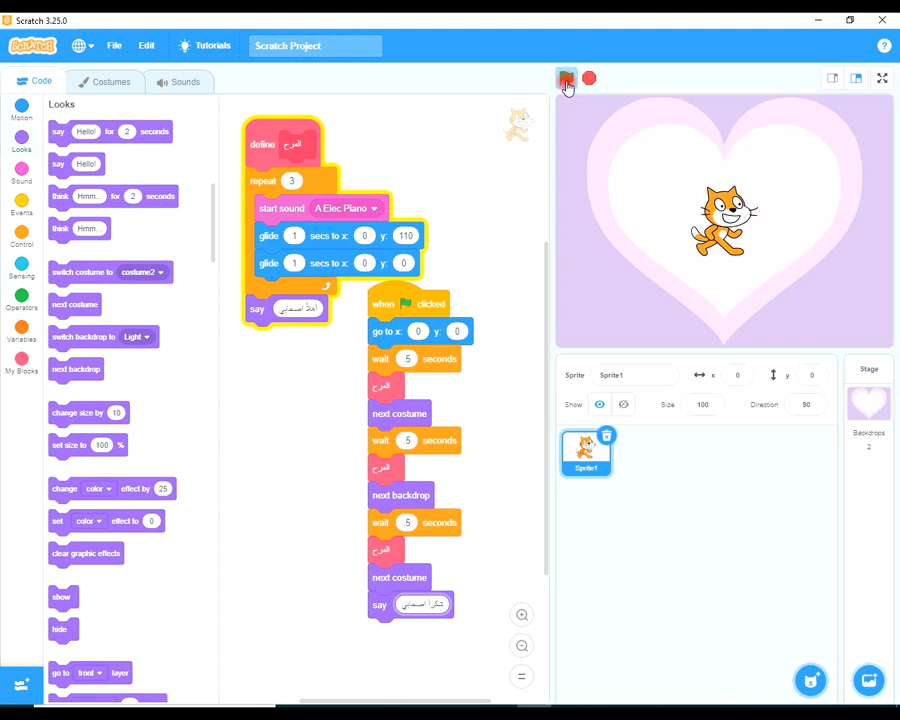 Scratch 3.25.0
SCRATCH File Edit Tutorials Scratch Project ?
Code Costumes Sounds
Motion
Looks
Sound
Events
Control
Sensing
Operators
Variables
My Blocks
Looks
say Hello! for 2 seconds
say Hello!
think Hmm... for 2 seconds
think Hmm...
switch costume to costume2
next costume
switch backdrop to Light
next backdrop
change size by 10
set size to 100 %
change color effect by 25
set color effect to 0
clear graphic effects
show
hide
go to front layer
define المرح
repeat 3
start sound A Elec Piano
glide 1 secs to x: 0 y: 110
glide 1 secs to x: 0 y: 0
say أهلاً اصحابي
when clicked
go to x: 0 y: 0
wait .5 seconds
المرح
next costume
wait .5 seconds
المرح
next backdrop
wait .5 seconds
المرح
next costume
say شكراً اصحابي
Sprite Sprite1 x 0 y 0
Show Size 100 Direction 90
Sprite1
Stage
Backdrops
2